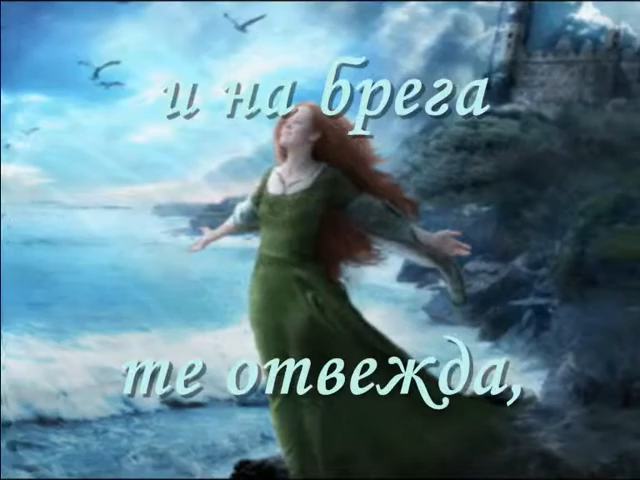 и на брега
те отвежда,